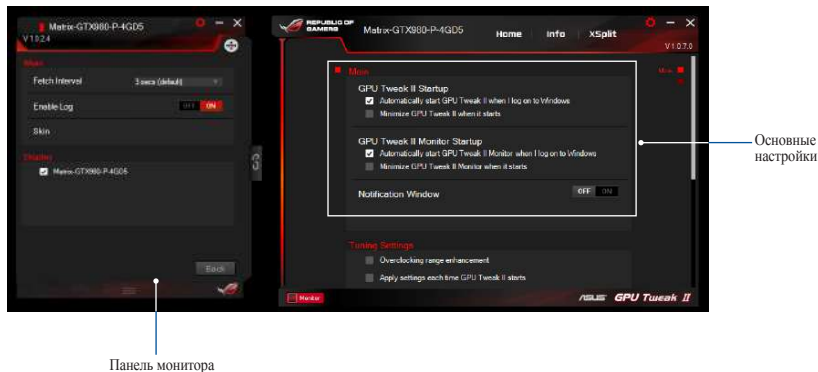 Matrix-GTX980-P-4GD5
V 1.0.2.4
Main
Fetch Interval
3 secs (default)
Enable Log
OFF ON
Skin
Display
Matrix-GTX980-P-4GD5
Back
REPUBLIC OF GAMERS
Matrix-GTX980-P-4GD5
Home
Info
XSplit
V 1.0.7.0
Main
Main
GPU Tweak II Startup
Automatically start GPU Tweak II when I log on to Windows
Minimize GPU Tweak II when it starts
GPU Tweak II Monitor Startup
Automatically start GPU Tweak II Monitor when I log on to Windows
Minimize GPU Tweak II Monitor when it starts
Notification Window
OFF ON
Tuning Settings
Overclocking range enhancement
Apply settings each time GPU Tweak II starts
Monitor
ASUS GPU Tweak II
Основные
настройки
Панель монитора